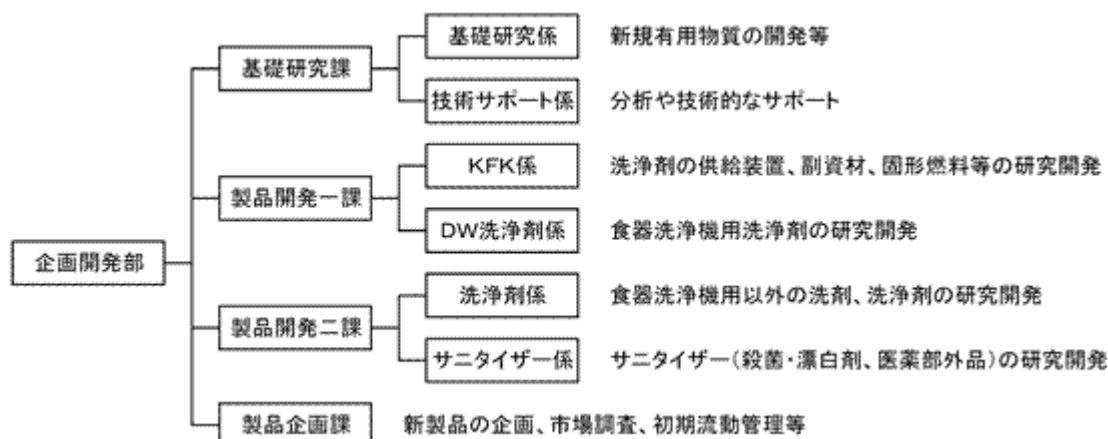 基礎研究係 新規有用物質の開発等
基礎研究課
技術サポート係 分析や技術的なサポート
KFK係 洗浄剤の供給装置、副資材、固形燃料等の研究開発
製品開発一課
DW洗浄剤係 食器洗浄機用洗浄剤の研究開発
企画開発部
洗浄剤係 食器洗浄機用以外の洗剤、洗浄剤の研究開発
製品開発二課
サニタイザー係 サニタイザー(殺菌・漂白剤、医薬部外品)の研究開発
製品企画課 新製品の企画、市場調査、初期流動管理等